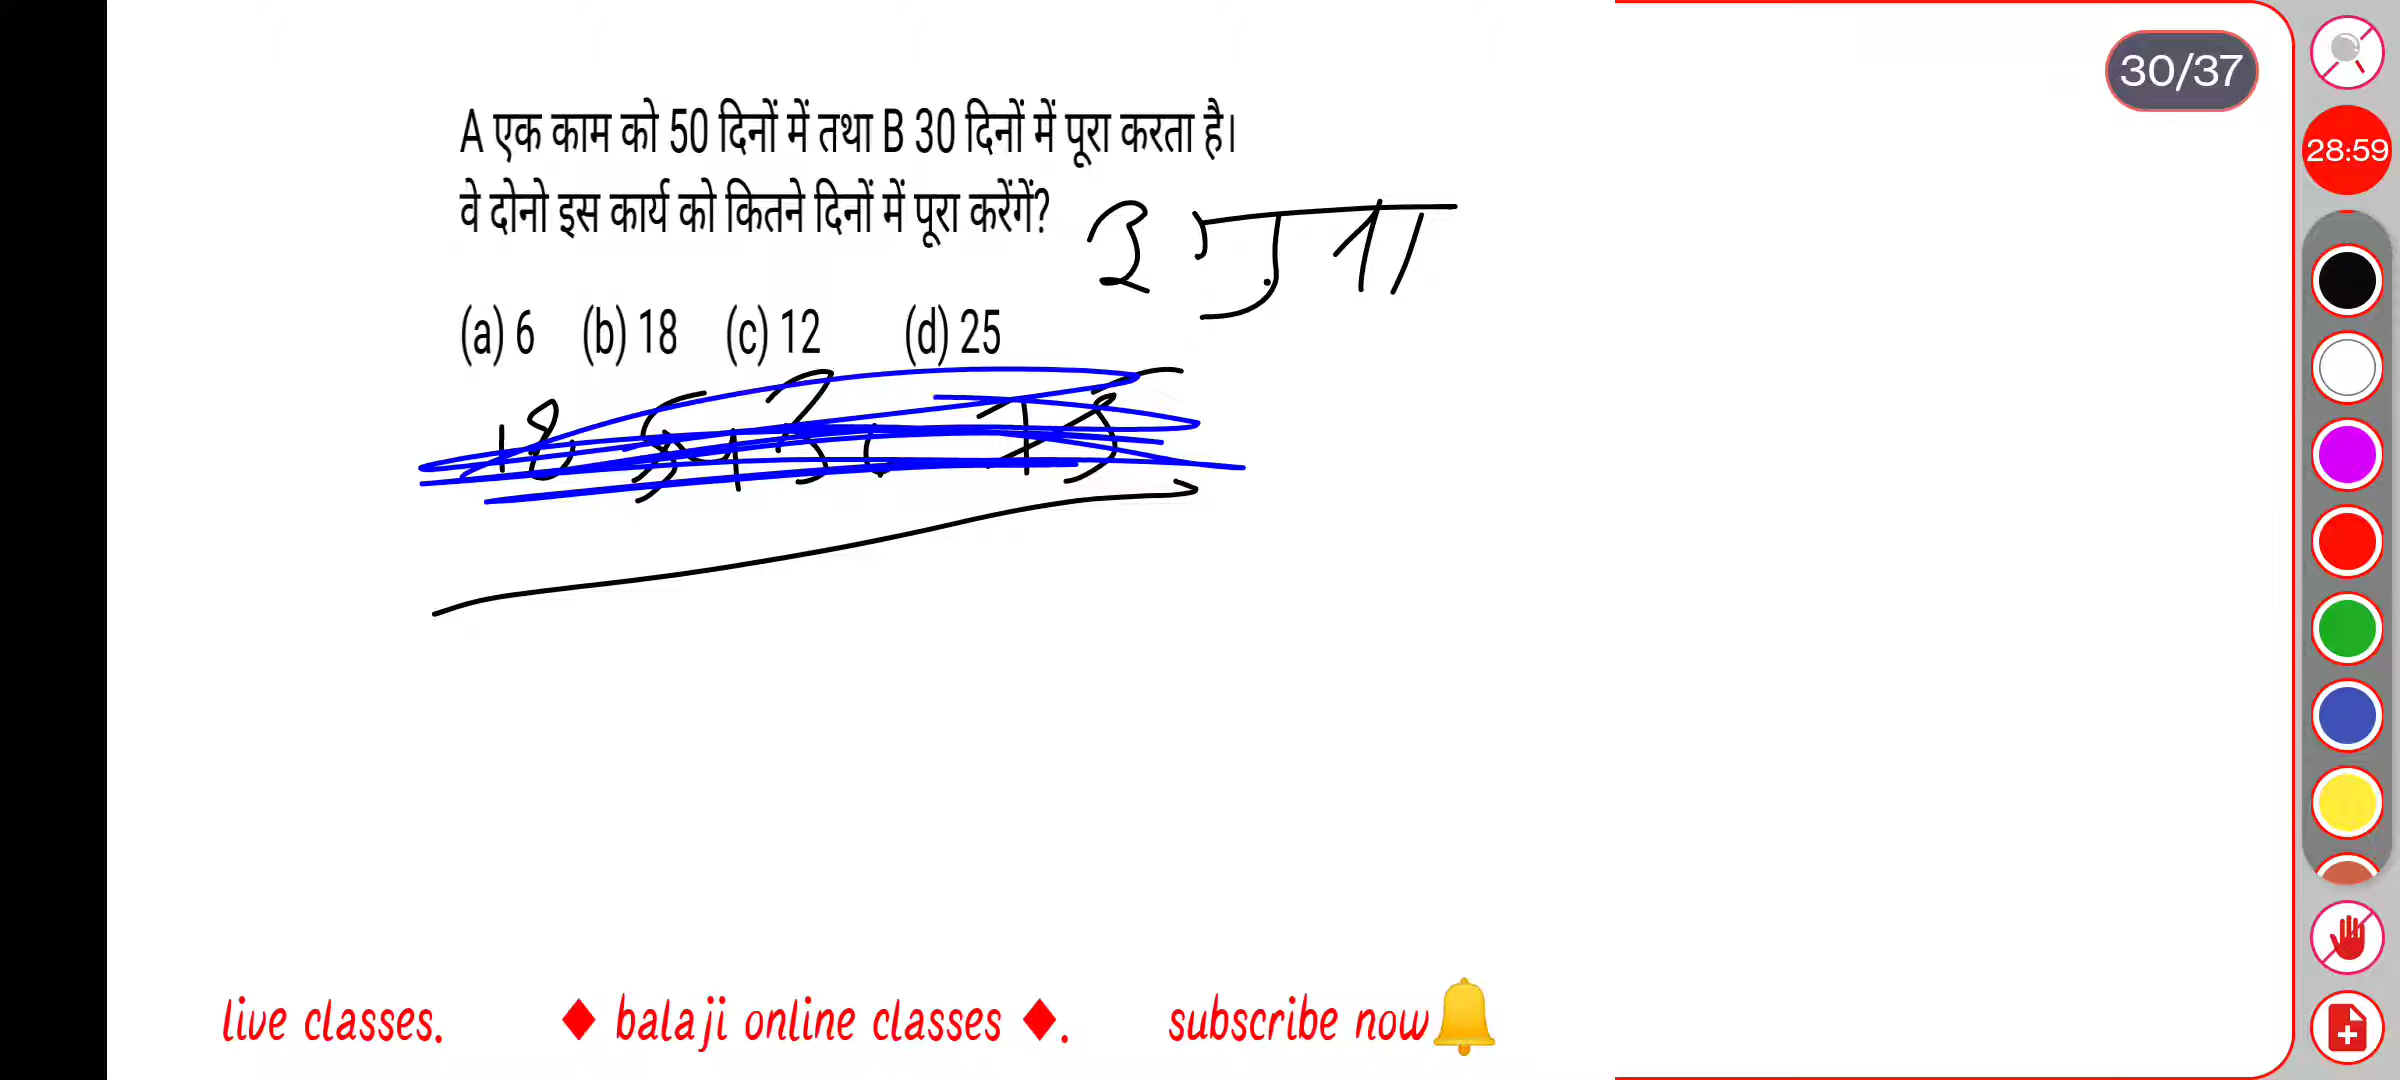 30/37
28:59
A एक काम को 50 दिनों में तथा B 30 दिनों में पूरा करता है।
वे दोनो इस कार्य को कितने दिनों में पूरा करेंगें?
(a) 6 (b) 18 (c) 12 (d) 25
live classes. ♦ balaji online classes ♦. subscribe now🔔